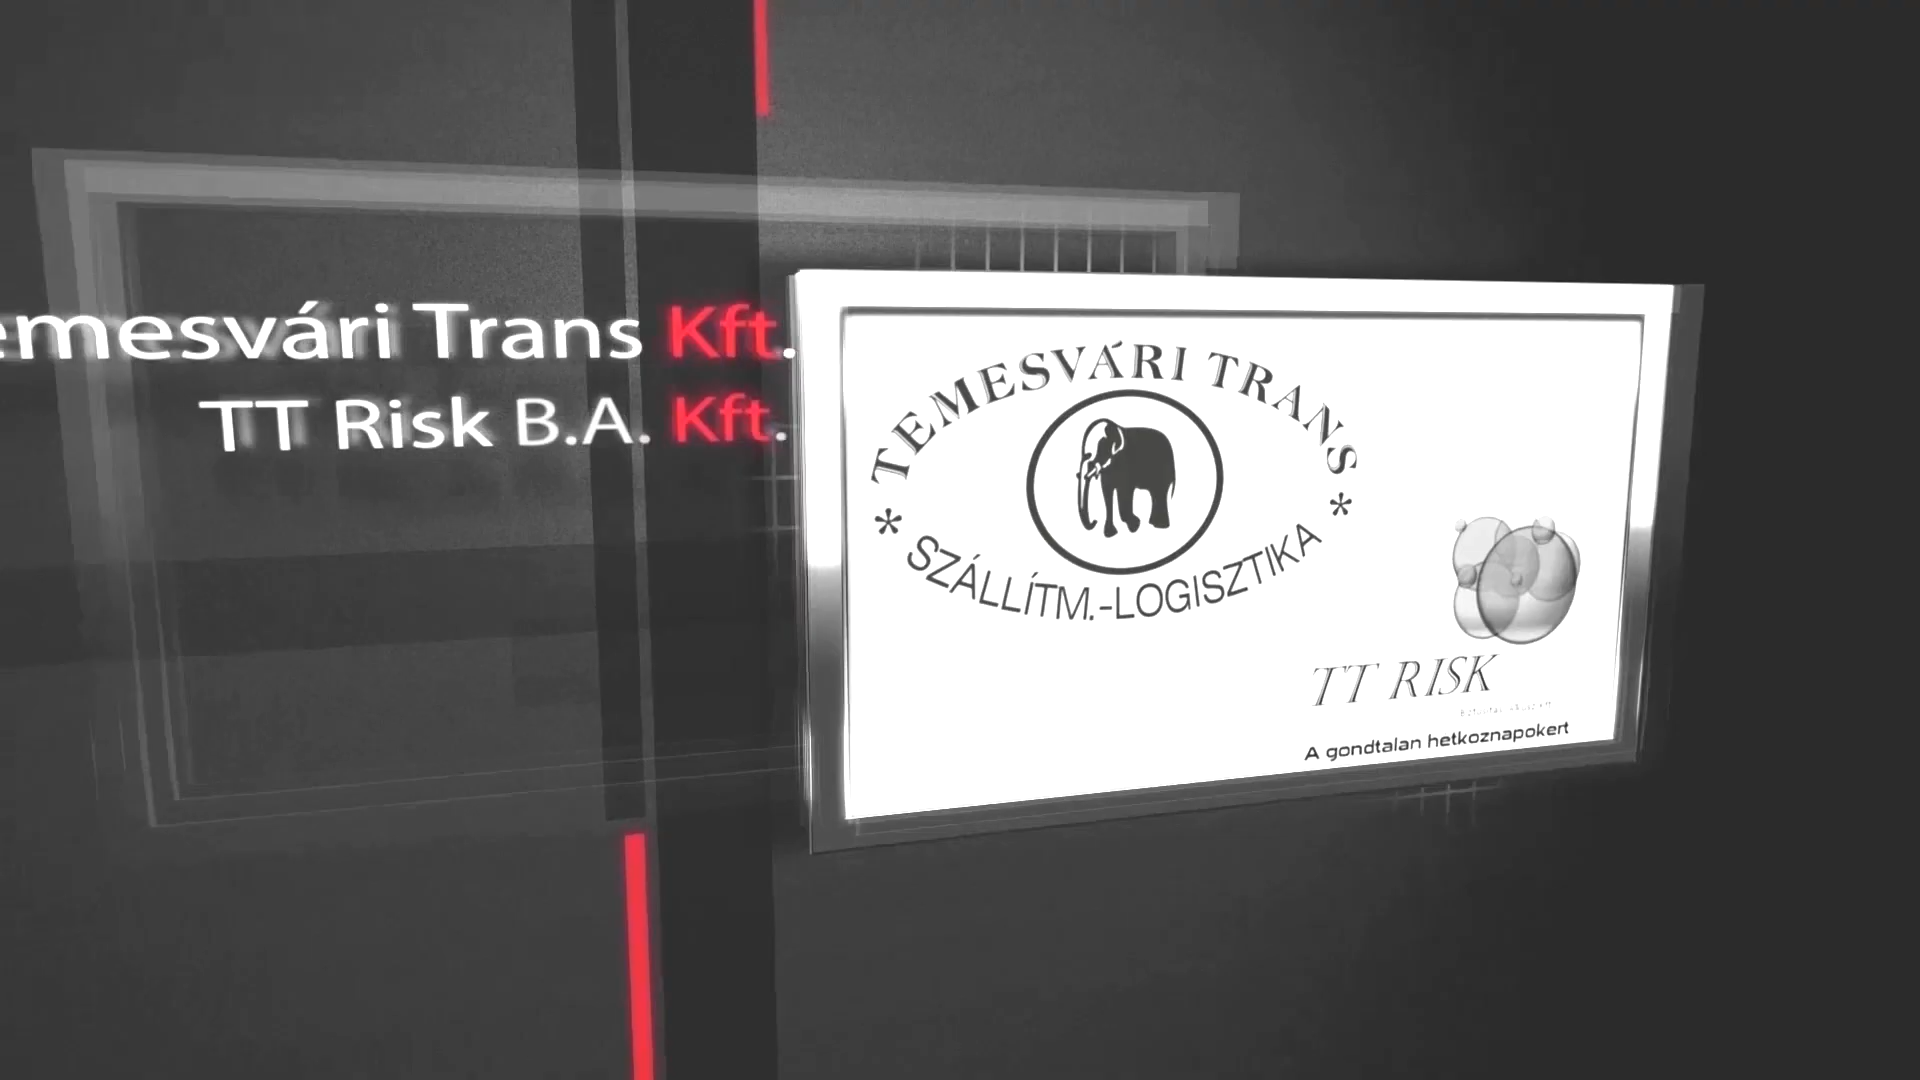 emesvári Trans Kft.
TT Risk B.A. Kft.
* TEMESVÁRI TRANS *
SZÁLLÍTM.-LOGISZTIKA
TT RISK
A gondtalan hetkoznapokert